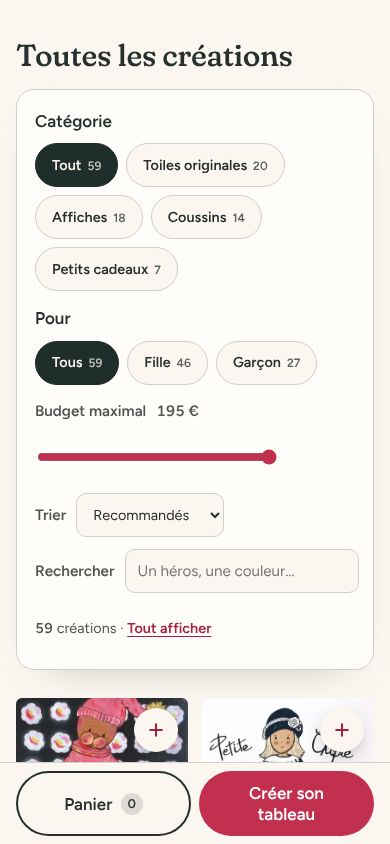 Toutes les créations
Catégorie
Tout 59
Toiles originales 20
Affiches 18
Coussins 14
Petits cadeaux 7
Pour
Tous 59
Fille 46
Garçon 27
Budget maximal 195 €
Trier Recommandés
Rechercher Un héros, une couleur...
59 créations · Tout afficher
+
+
Petite
Crêpe
Panier 0
Créer son
tableau